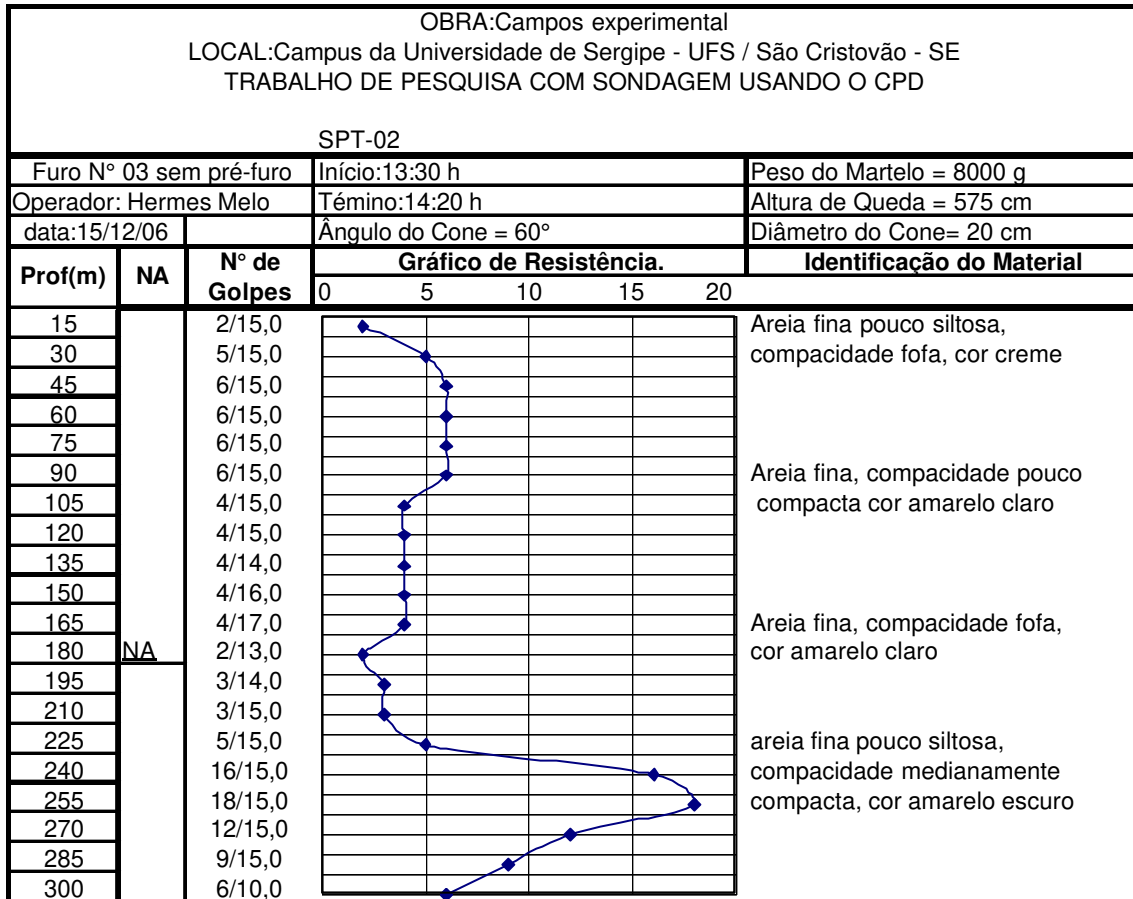 OBRA:Campos experimental
LOCAL:Campus da Universidade de Sergipe - UFS / São Cristovão - SE
TRABALHO DE PESQUISA COM SONDAGEM USANDO O CPD
SPT-02
Furo N° 03 sem pré-furo Início:13:30 h Peso do Martelo = 8000 g
Operador: Hermes Melo Témino:14:20 h Altura de Queda = 575 cm
data:15/12/06 Ângulo do Cone = 60° Diâmetro do Cone= 20 cm
Prof(m) NA N° de Golpes Gráfico de Resistência. Identificação do Material
0 5 10 15 20
15 2/15,0 Areia fina pouco siltosa,
30 5/15,0 compacidade fofa, cor creme
45 6/15,0
60 6/15,0
75 6/15,0
90 6/15,0 Areia fina, compacidade pouco
105 4/15,0 compacta cor amarelo claro
120 4/15,0
135 4/14,0
150 4/16,0
165 4/17,0 Areia fina, compacidade fofa,
180 NA 2/13,0 cor amarelo claro
195 3/14,0
210 3/15,0
225 5/15,0 areia fina pouco siltosa,
240 16/15,0 compacidade medianamente
255 18/15,0 compacta, cor amarelo escuro
270 12/15,0
285 9/15,0
300 6/10,0